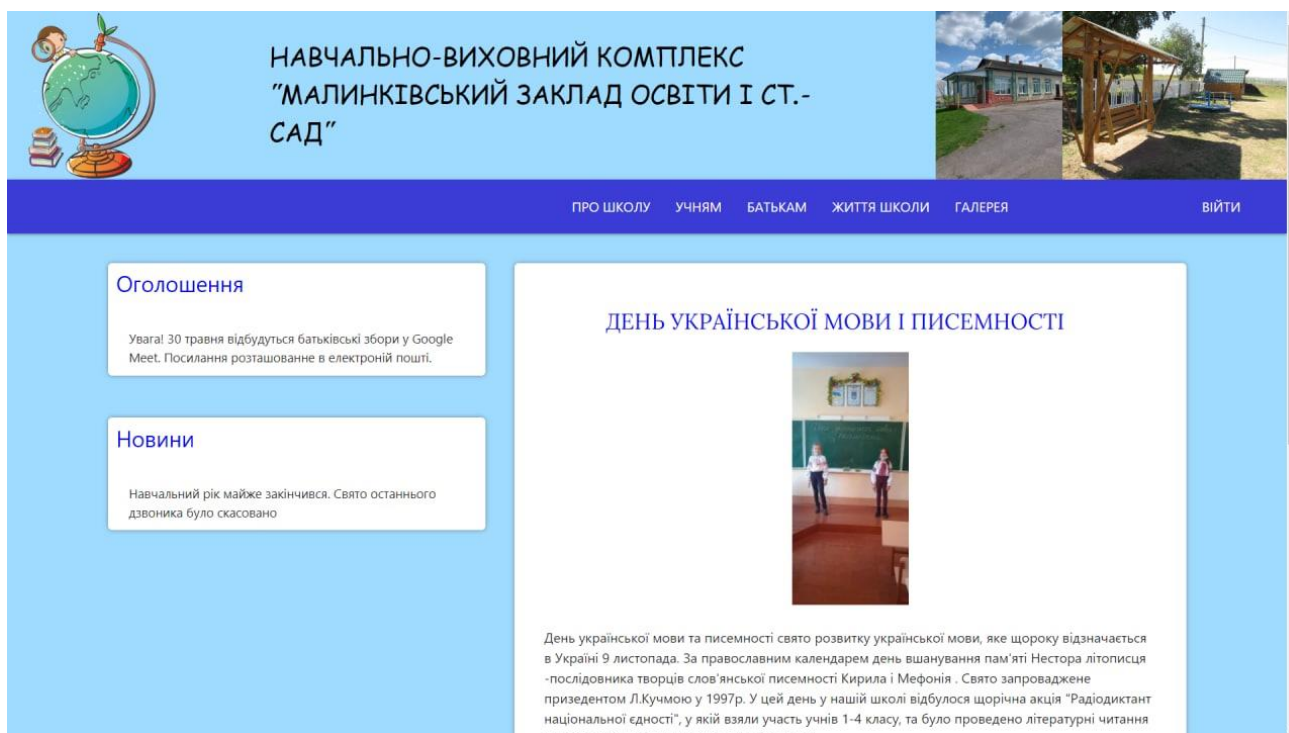 НАВЧАЛЬНО-ВИХОВНИЙ КОМПЛЕКС
"МАЛИНКІВСЬКИЙ ЗАКЛАД ОСВІТИ І СТ.-
САД"
ПРО ШКОЛУ УЧНЯМ БАТЬКАМ ЖИТТЯ ШКОЛИ ГАЛЕРЕЯ ВІЙТИ
Оголошення
Увага! 30 травня відбудуться батьківські збори у Google
Meet. Посилання розташованне в електроній пошті.
Новини
Навчальний рік майже закінчився. Свято останнього
дзвоника було скасовано
ДЕНЬ УКРАЇНСЬКОЇ МОВИ І ПИСЕМНОСТІ
День української мови та писемності свято розвитку української мови, яке щороку відзначається
в Україні 9 листопада. За православним календарем день вшанування пам'яті Нестора літописця
-послідовника творців слов'янської писемності Кирила і Мефонія . Свято запроваджене
призедентом Л.Кучмою у 1997р. У цей день у нашій школі відбулося щорічна акція "Радіодиктант
національної єдності", у якій взяли участь учнів 1-4 класу, та було проведено літературні читання